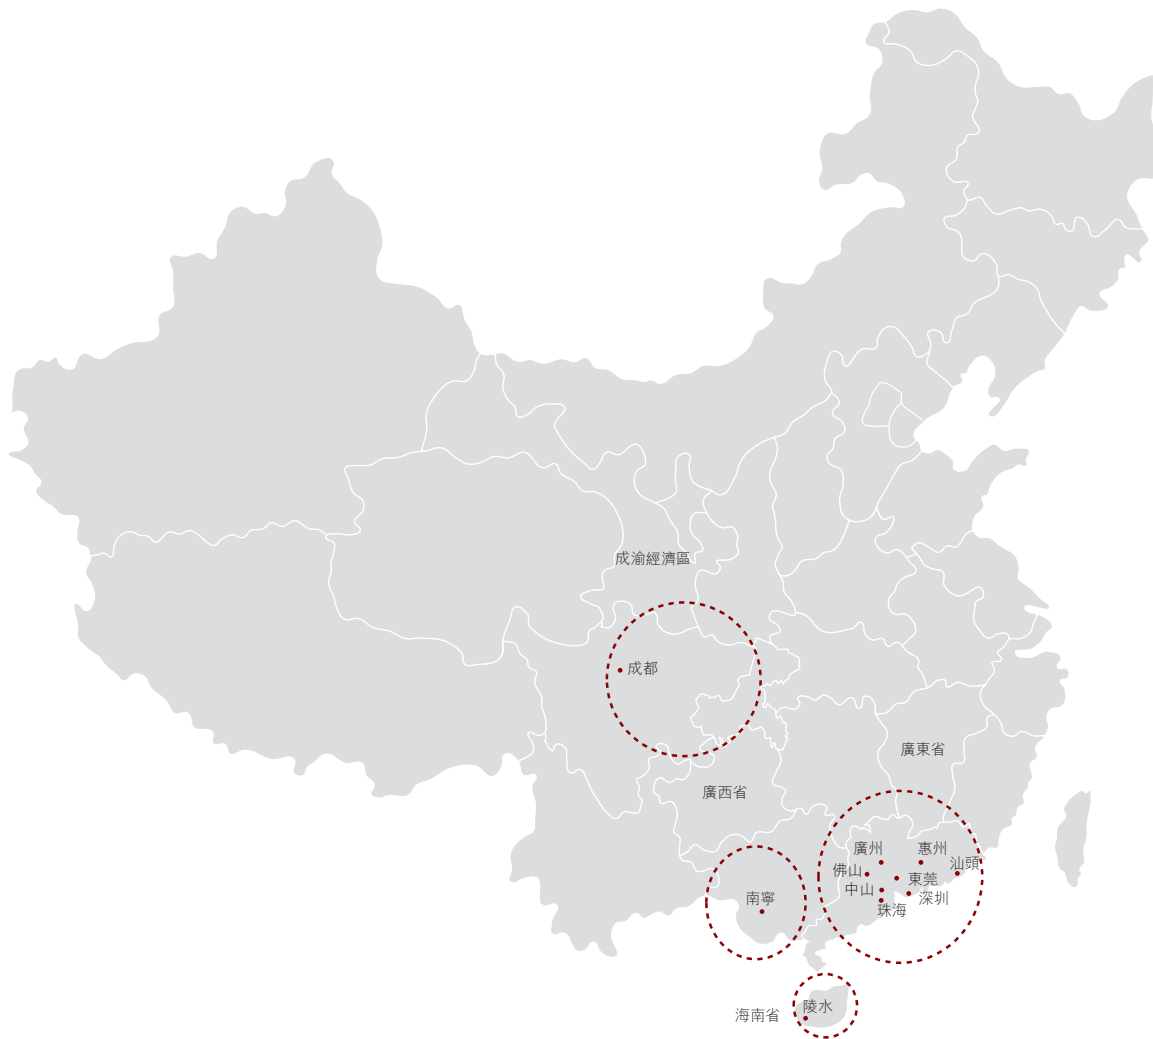 成渝經濟區
成都
廣東省
廣西省
廣州
惠州
汕頭
佛山
東莞
中山
深圳
珠海
南寧
陵水
海南省